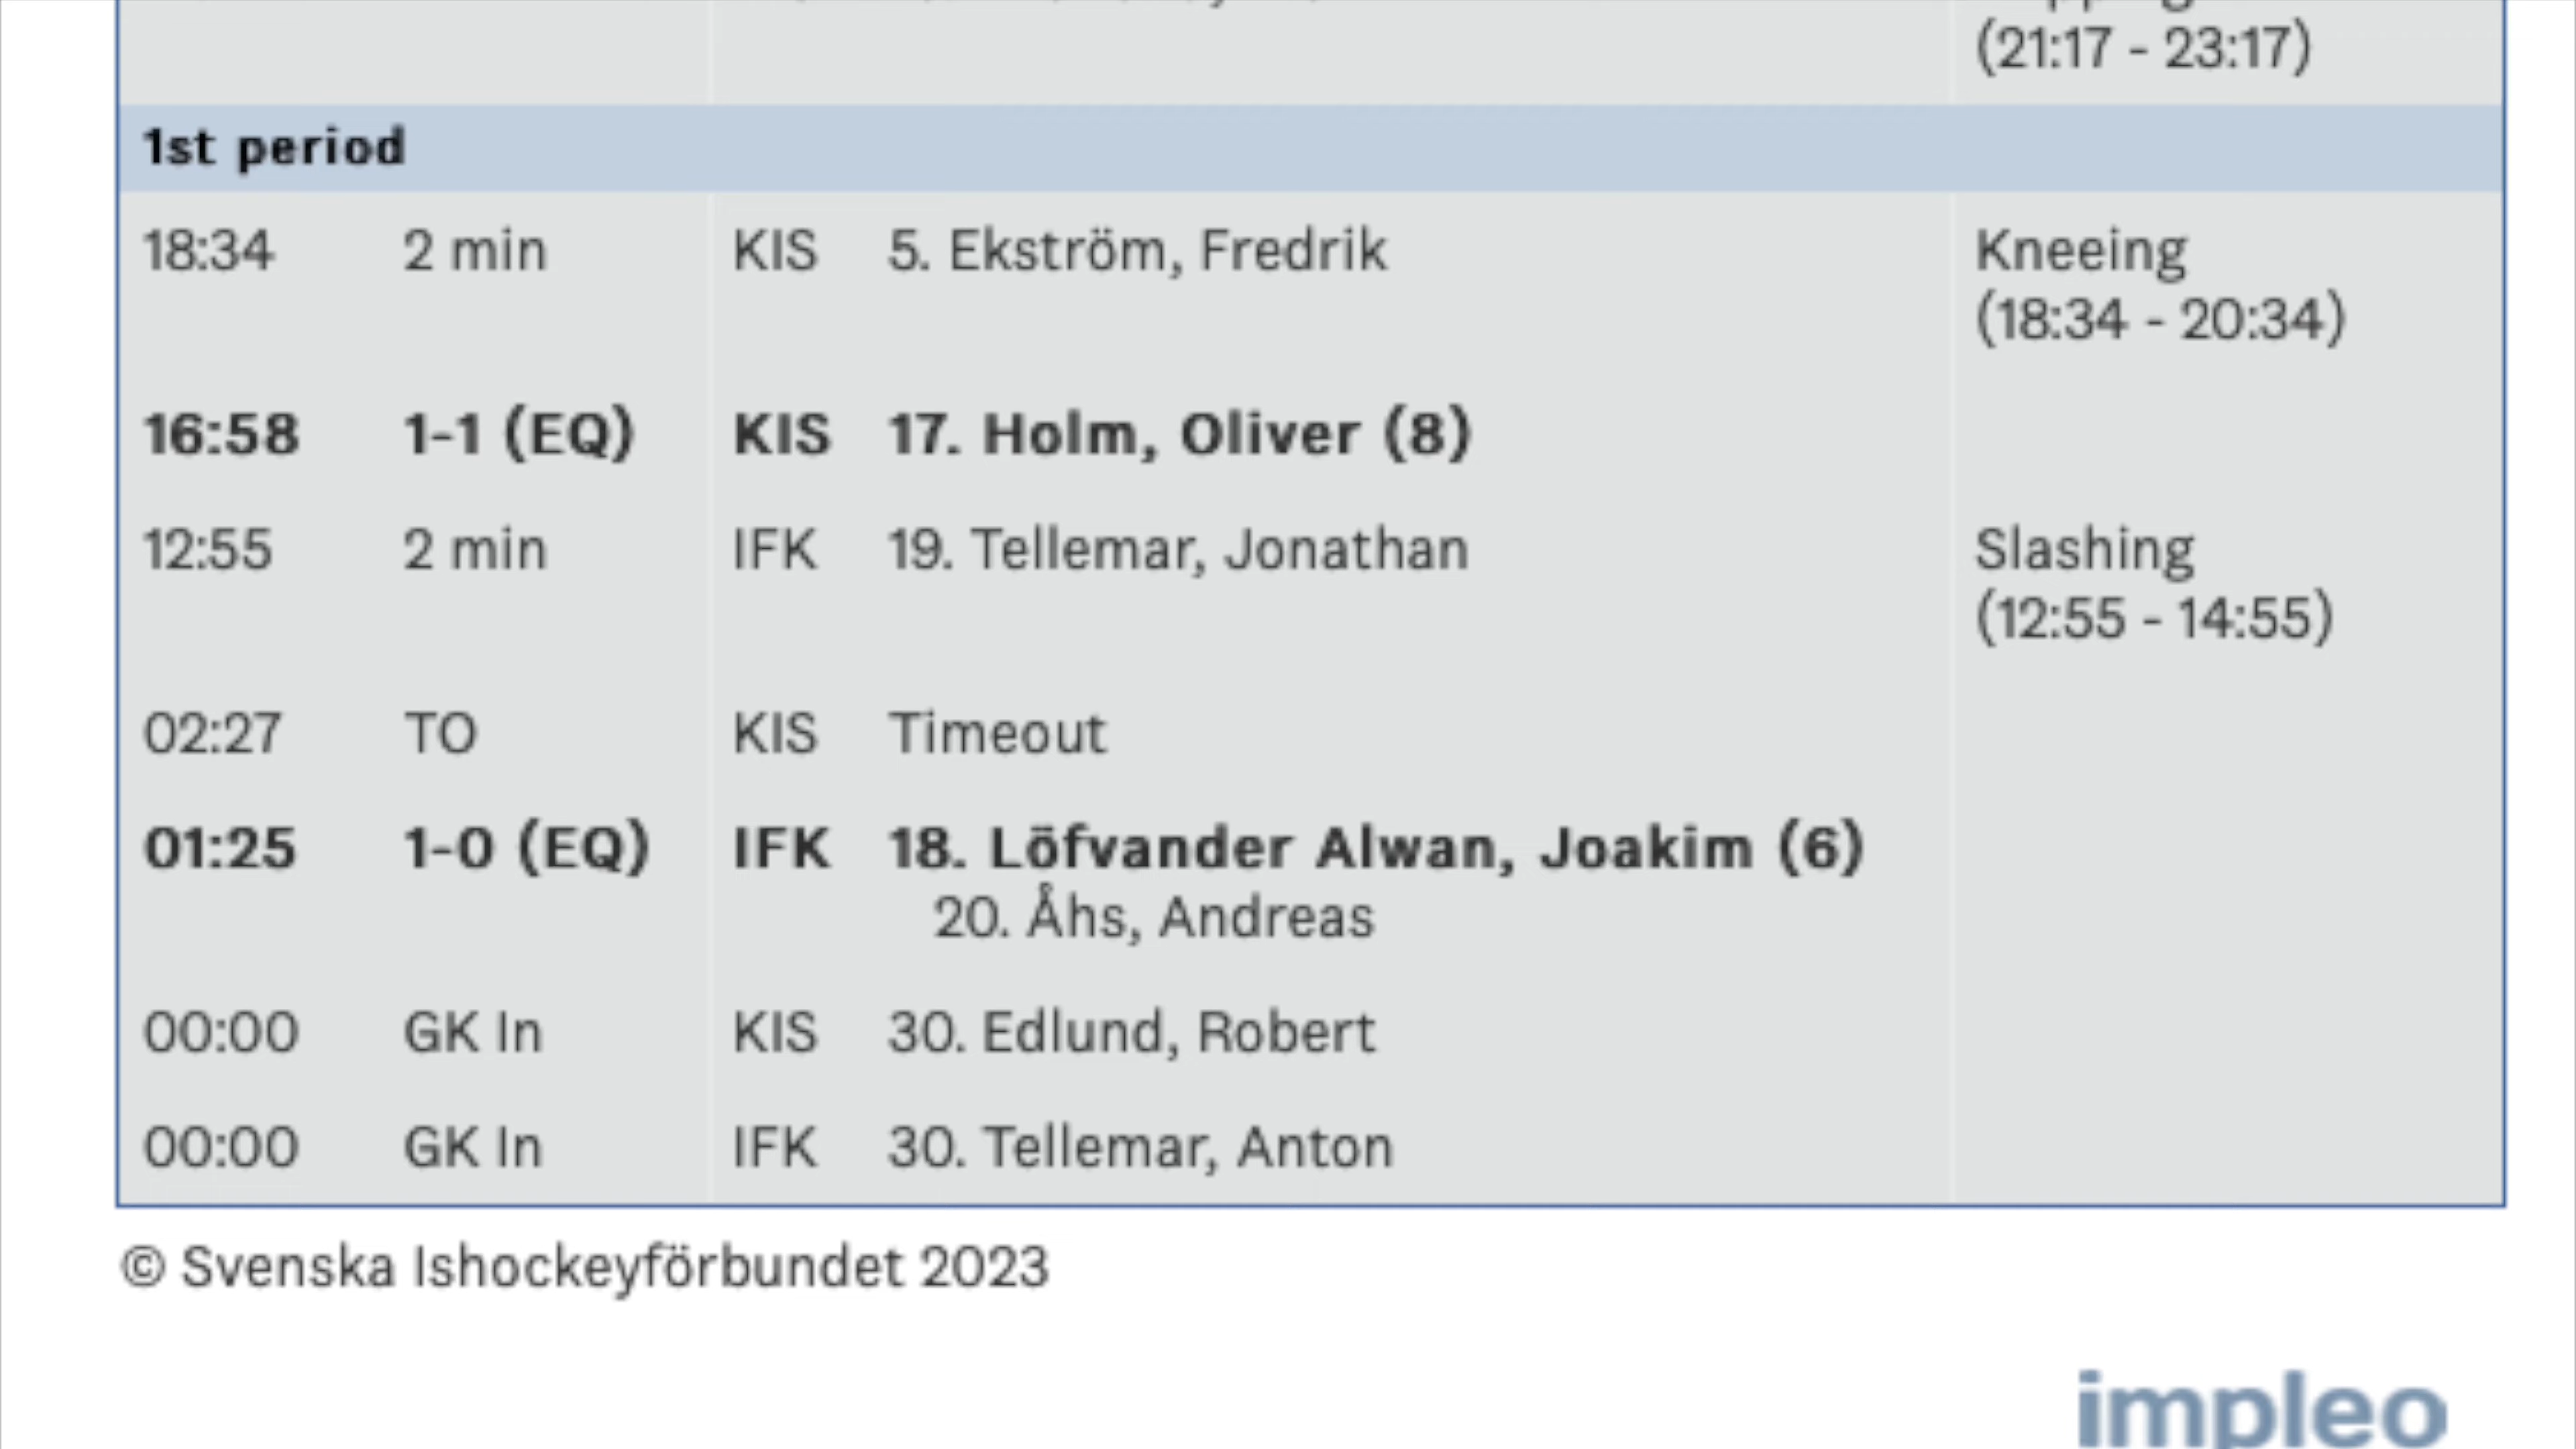 (21:17 - 23:17)
1st period
18:34 2 min KIS 5. Ekström, Fredrik Kneeing
(18:34 - 20:34)
16:58 1-1 (EQ) KIS 17. Holm, Oliver (8)
12:55 2 min IFK 19. Tellemar, Jonathan Slashing
(12:55 - 14:55)
02:27 TO KIS Timeout
01:25 1-0 (EQ) IFK 18. Löfvander Alwan, Joakim (6)
20. Åhs, Andreas
00:00 GK In KIS 30. Edlund, Robert
00:00 GK In IFK 30. Tellemar, Anton
© Svenska Ishockeyförbundet 2023
impleo